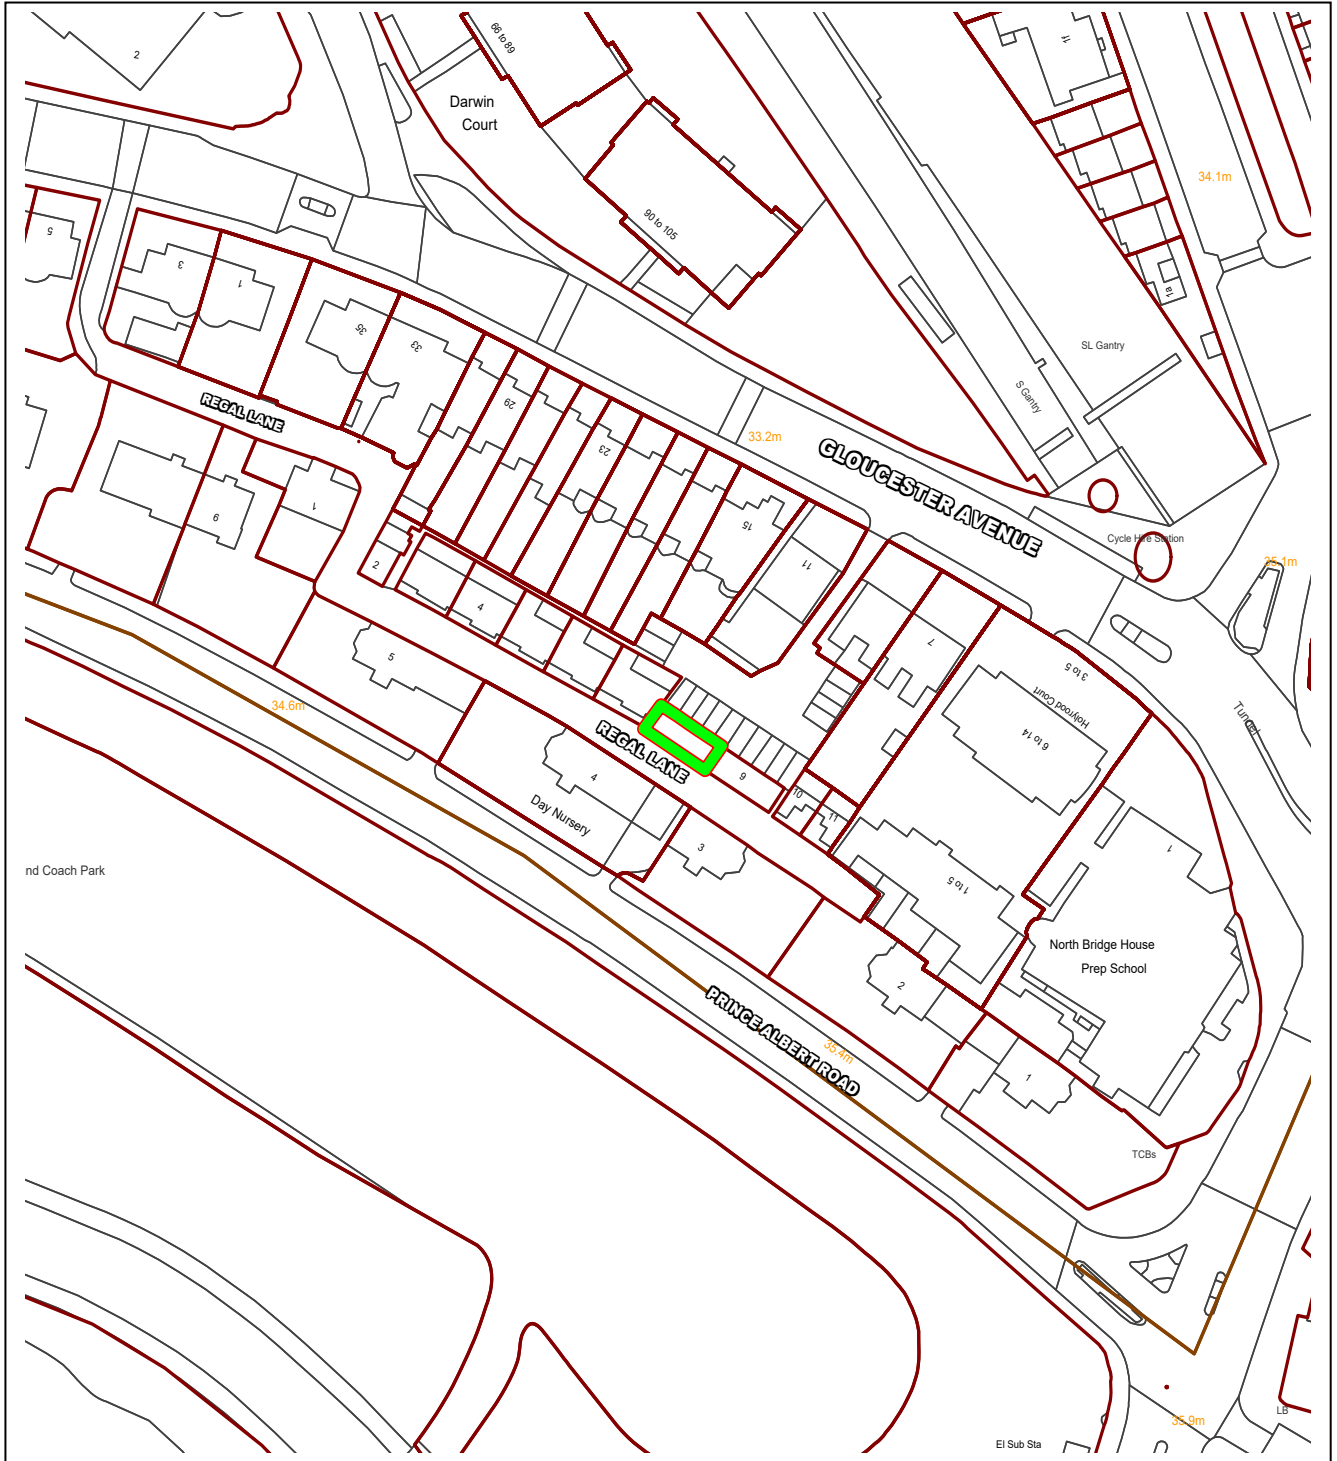 2
66 to 89
Darwin
Court
1f
34.1m
90 to 105
5
3
1
35
33
1a
SL Gantry
S Gantry
REGAL LANE
29
23
33.2m
GLOUCESTER AVENUE
15
11
Cycle Hire Station
35.1m
9
1
2
4
5
7
3 to 5
Holyrood Court
6 to 14
Tunnel
34.6m
REGAL LANE
4
Day Nursery
9
10
11
3
1 to 5
1
nd Coach Park
North Bridge House
Prep School
2
PRINCE ALBERT ROAD
35.4m
1
TCBs
35.9m
LB
El Sub Sta